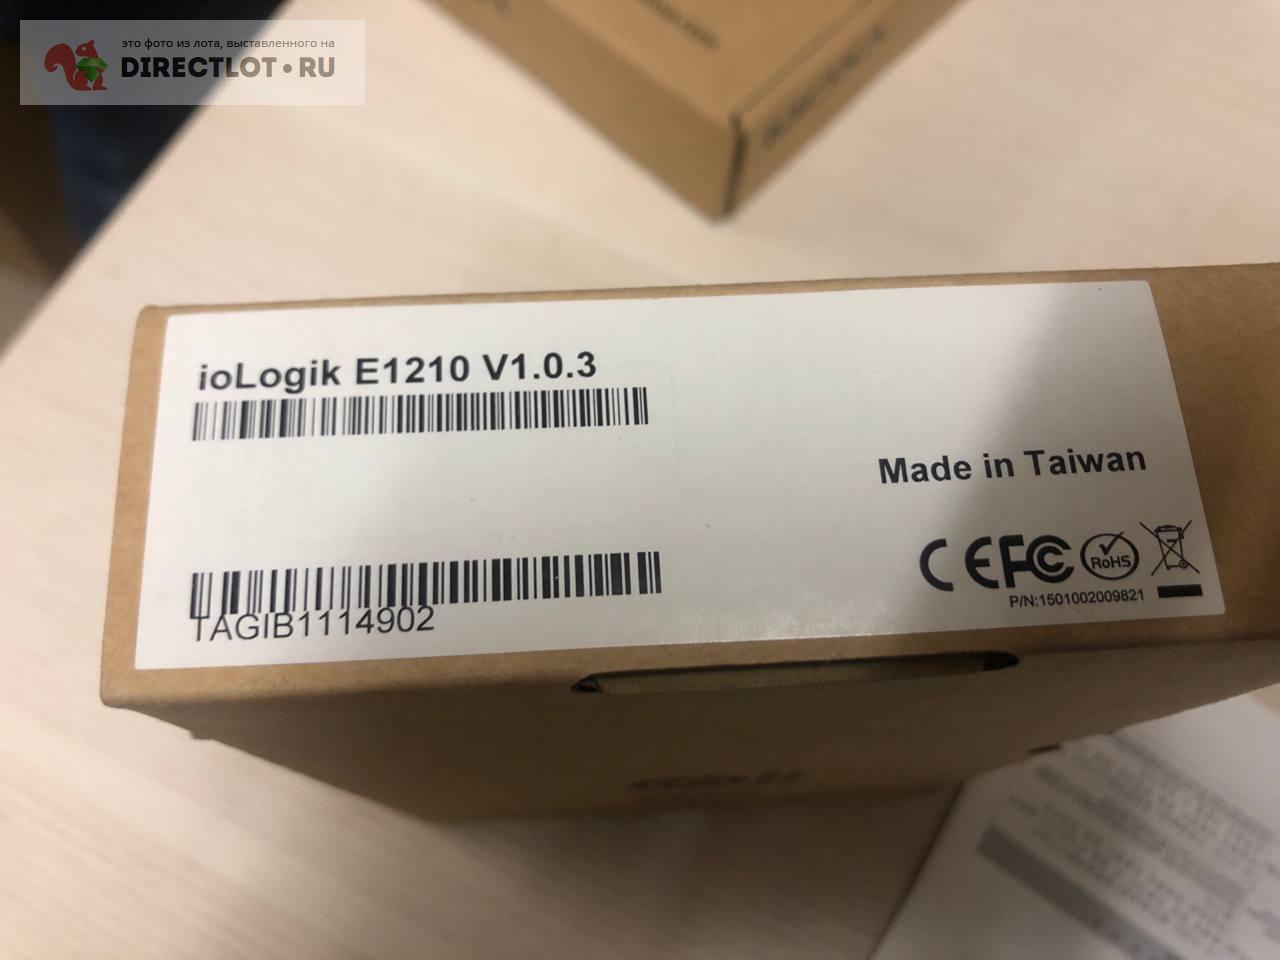 это фото из лота, выставленного на
DIRECTLOT•RU
ioLogik E1210 V1.0.3
Made in Taiwan
CE FC RoHS
TAGIB1114902
P/N:1501002009821